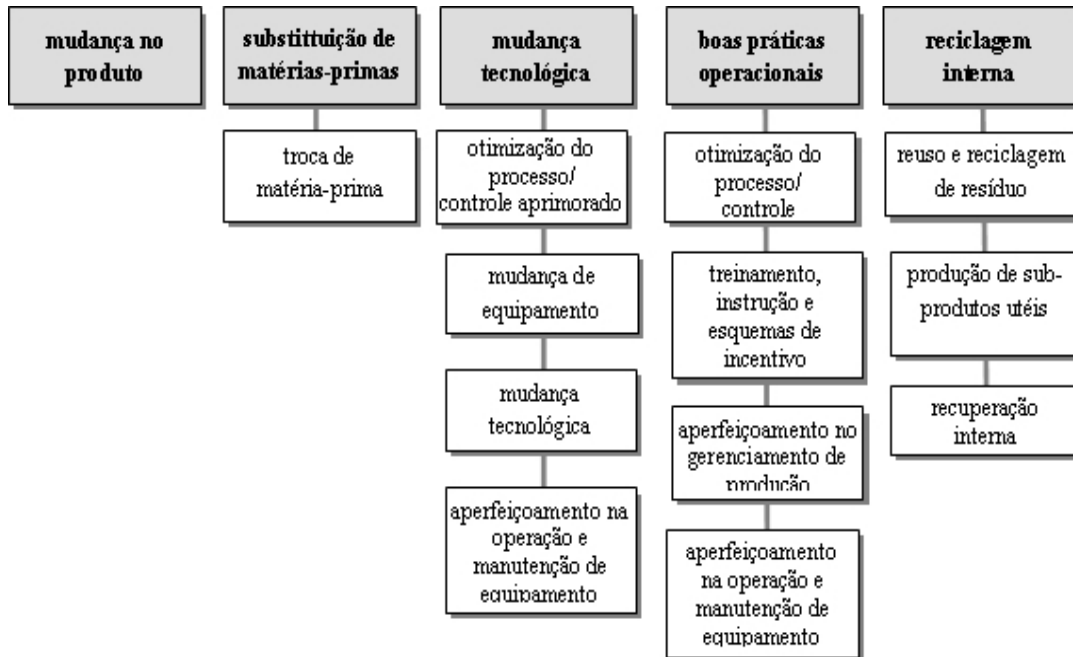 mudança no
produto
substittuição de
matérias-primas
troca de
matéria-prima
mudança
tecnológica
otimização do
processo/
controle aprimorado
mudança de
equipamento
mudança
tecnológica
aperfeiçoamento na
operação e
manutenção de
equipamento
boas práticas
operacionais
otimização do
processo/
controle
treinamento,
instrução e
esquemas de
incentivo
aperfeiçoamento no
gerenciamento de
produção
aperfeiçoamento
na operação e
manutenção de
equipamento
reciclagem
interna
reuso e reciclagem
de resíduo
produção de sub-
produtos utéis
recuperação
interna